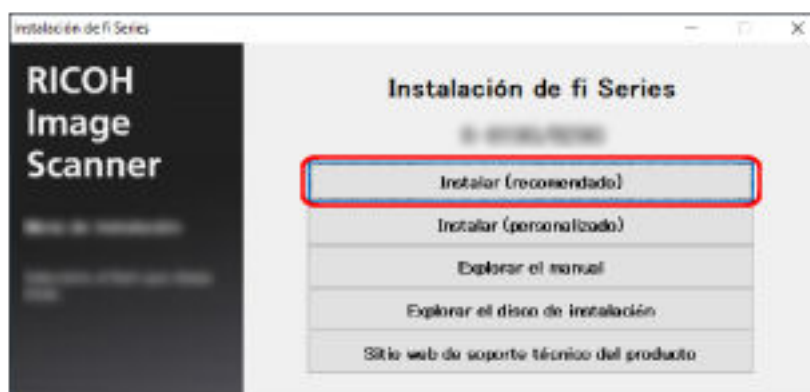 Instalación de fi Series
RICOH
Image
Scanner
Instalación de fi Series
Instalar (recomendado)
Instalar (personalizado)
Explorar el manual
Explorar el disco de instalación
Sitio web de soporte técnico del producto